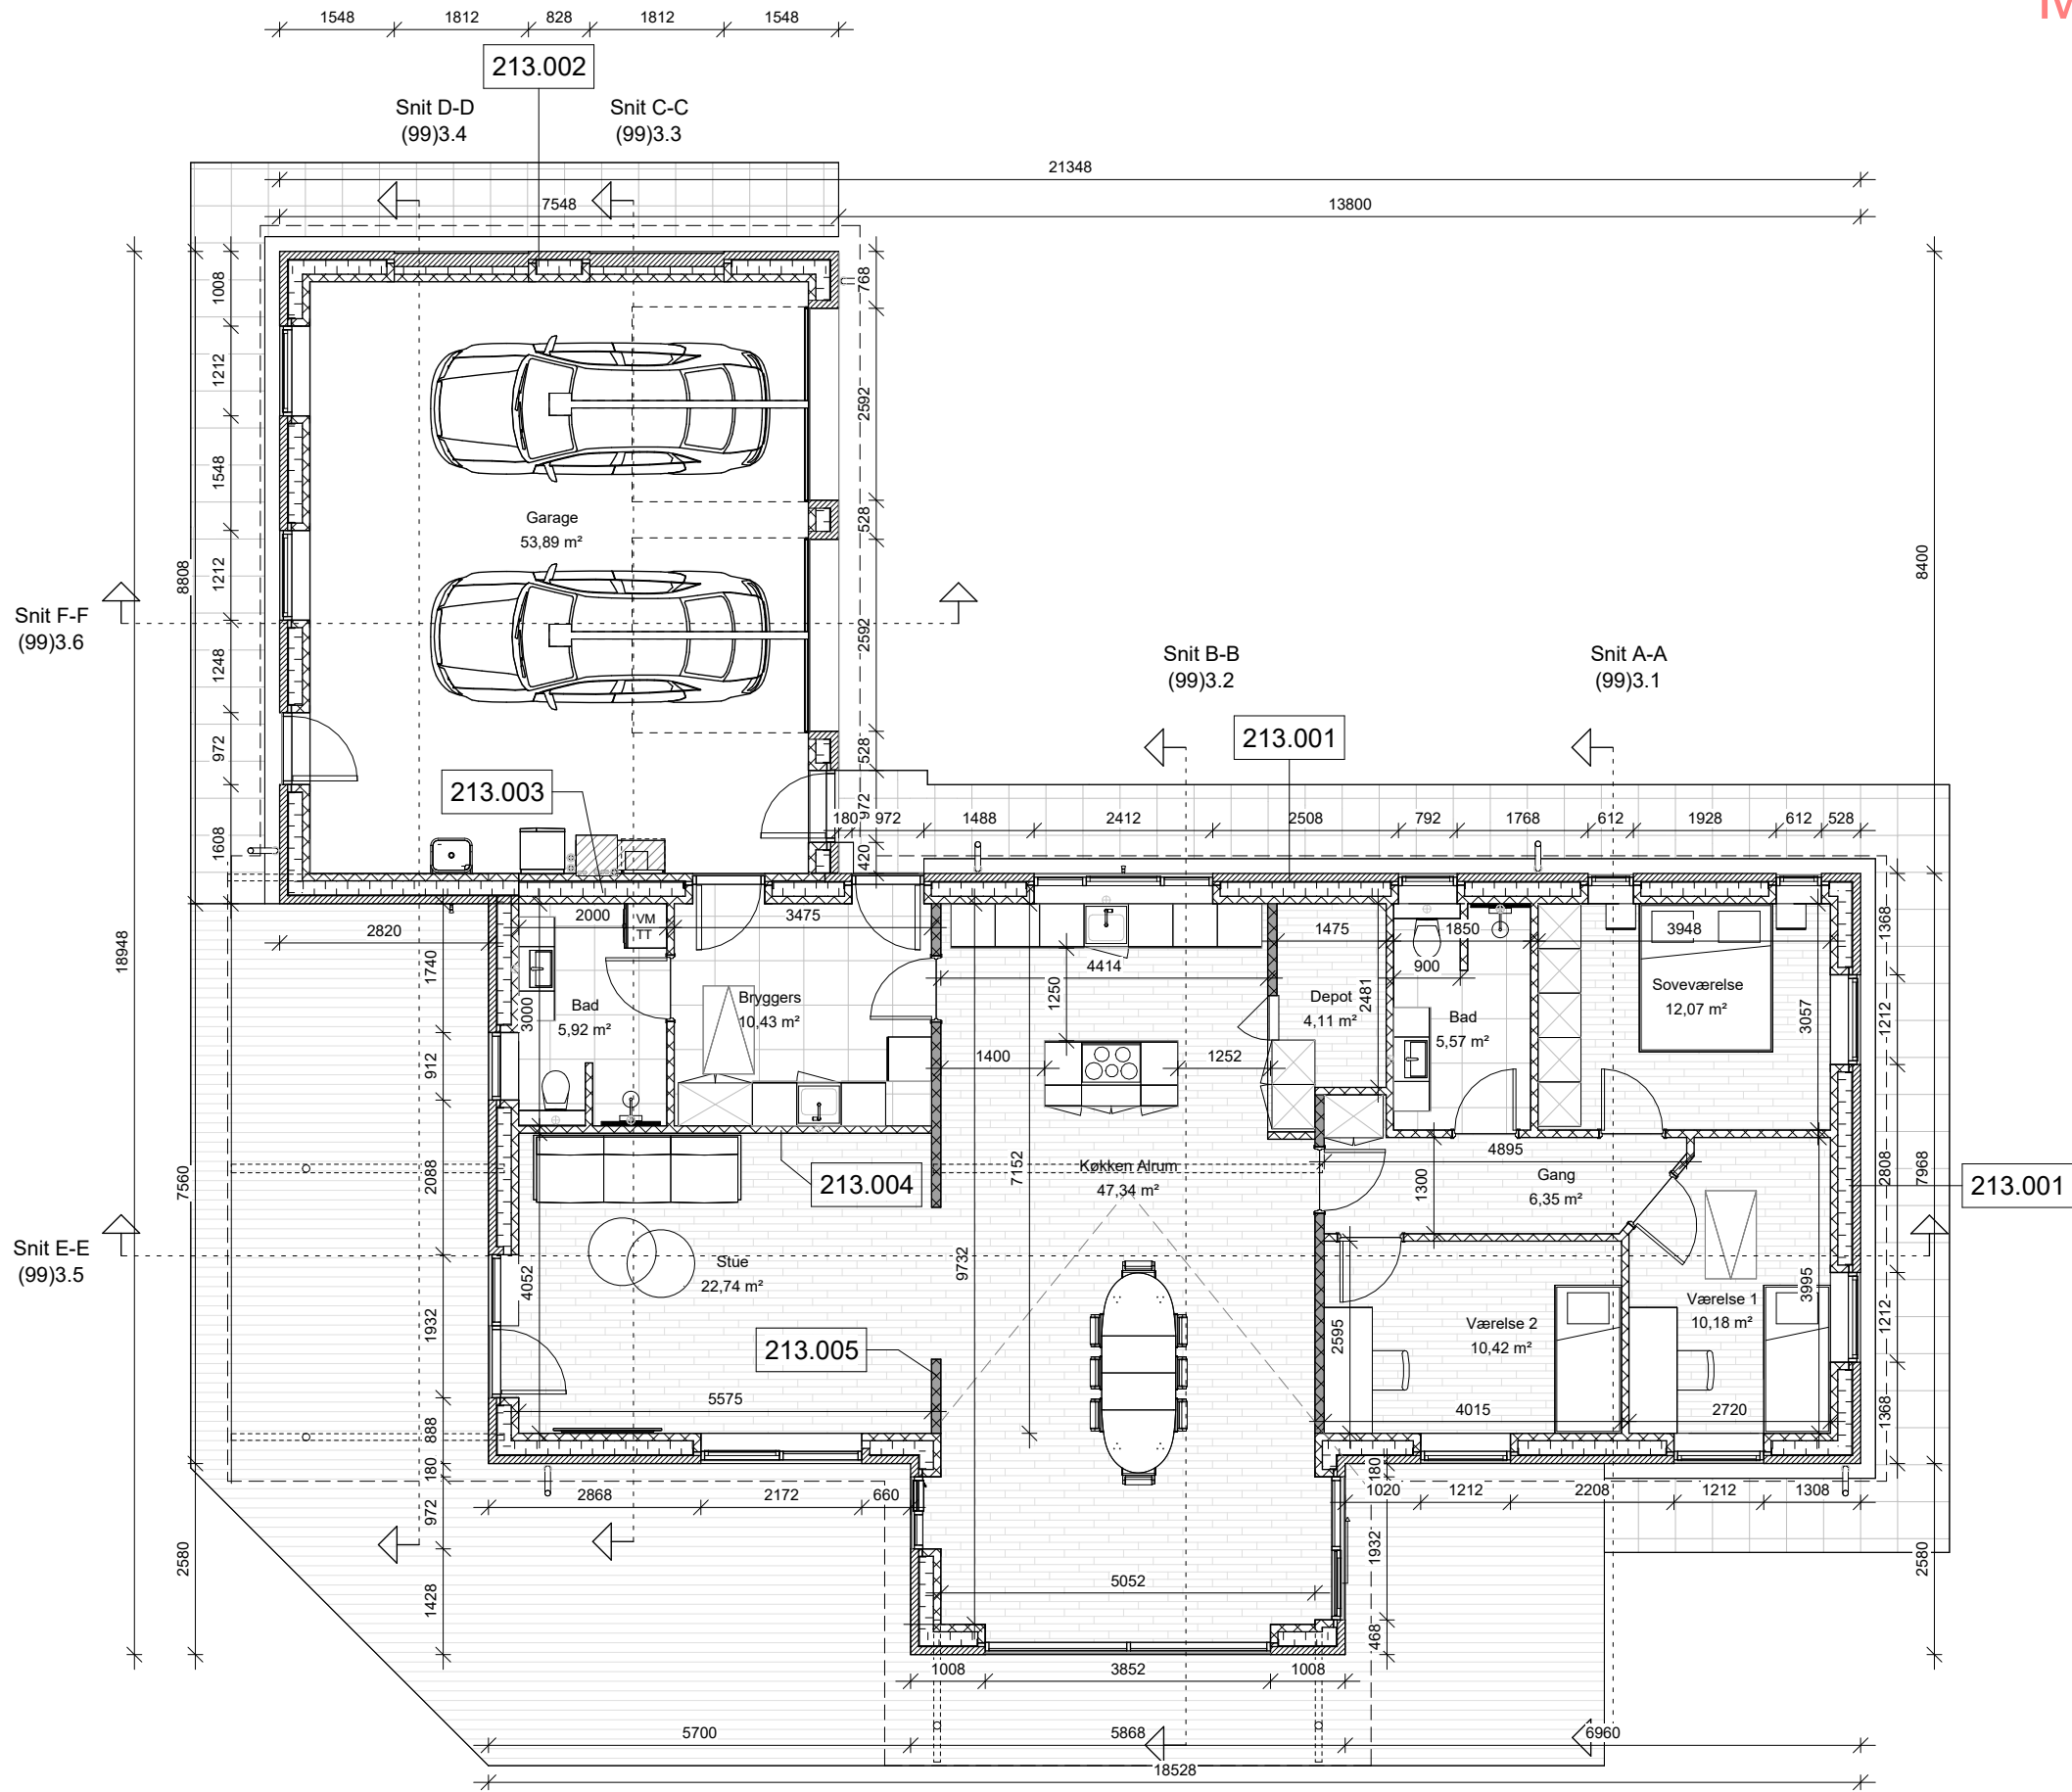 1548 1812 828 1812 1548
213.002
Snit D-D
(99)3.4
Snit C-C
(99)3.3
21348
7548 13800
1008
1212
1548
1212
1248
972
1608
8808
18948
7560
2580
768
2592
528
2592
528
972
420
8400
Garage
53,89 m²
Snit F-F
(99)3.6
Snit B-B
(99)3.2
Snit A-A
(99)3.1
213.001
213.003
180 972 1488 2412 2508 792 1768 612 1928 612 528
2820
2000
VM
TT
3475
4414
1250
1475
1850
900
3948
1740
912
2088
1932
888
180
972
1428
3000
Bad
5,92 m²
Bryggers
10,43 m²
1400
1252
Depot
4,11 m²
2481
Bad
5,57 m²
Soveværelse
12,07 m²
3057
1368
1212
2808
1212
1368
7968
2580
213.001
213.004
Køkken Alrum
47,34 m²
7152
9732
4895
1300
Gang
6,35 m²
Snit E-E
(99)3.5
Stue
22,74 m²
4052
213.005
5575
2595
Værelse 2
10,42 m²
4015
Værelse 1
10,18 m²
3995
2720
2868 2172 660
180
1932
468
1020 1212 2208 1212 1308
5052
1008 3852 1008
5700 5868 6960
18528